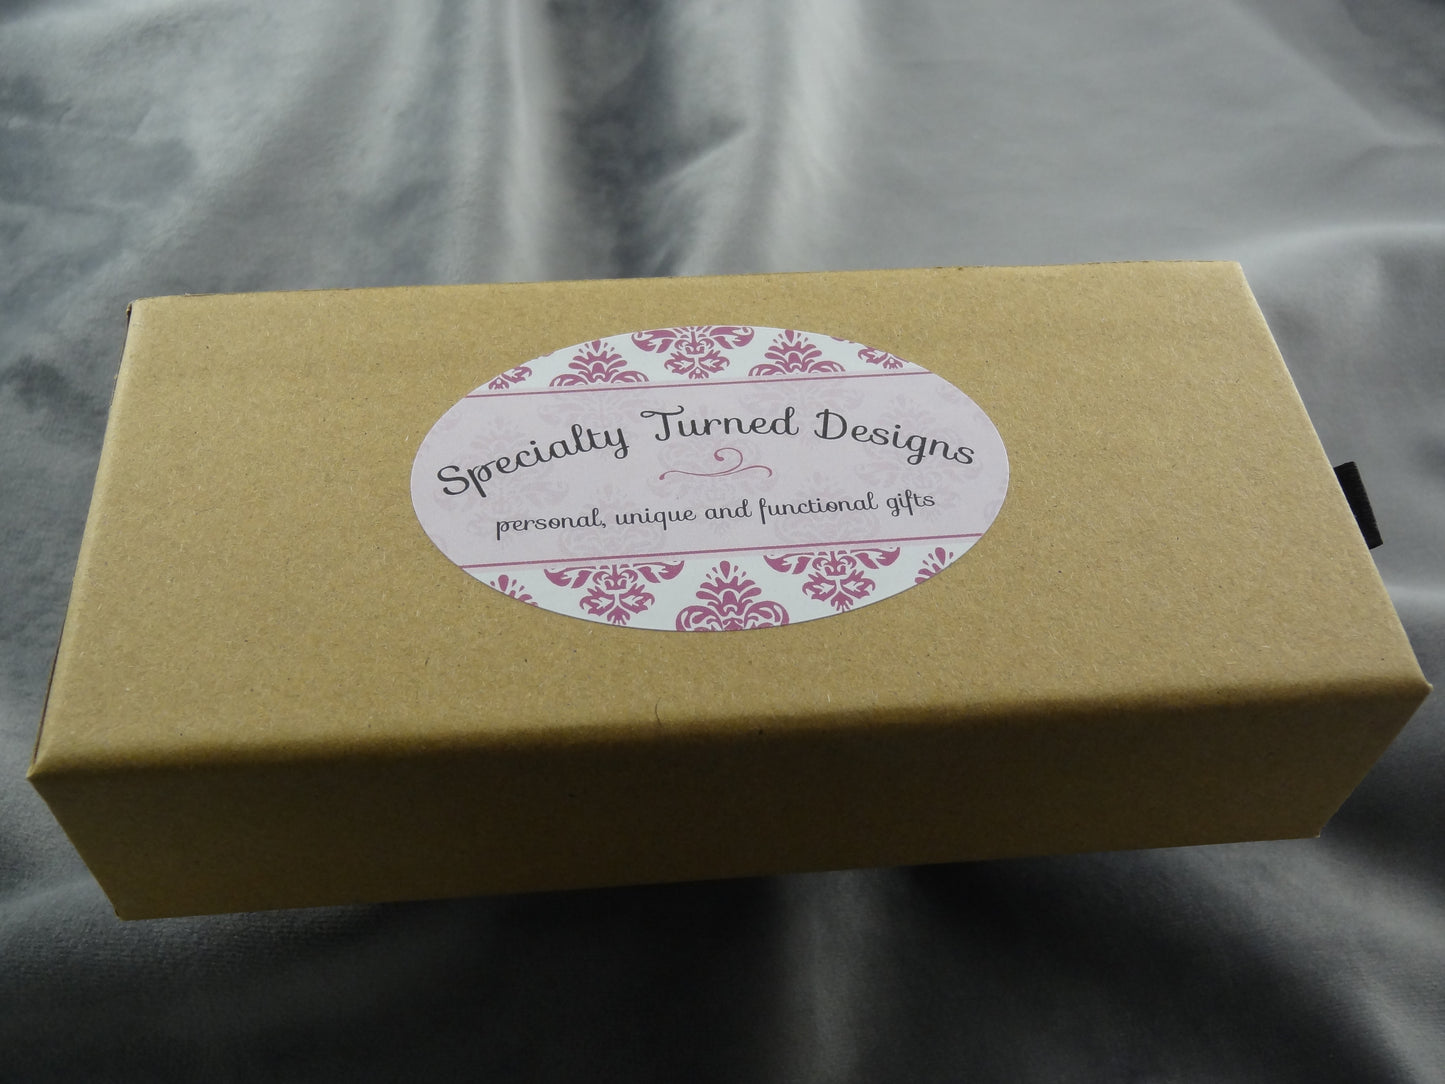 Specialty Turned Designs
personal, unique and functional gifts